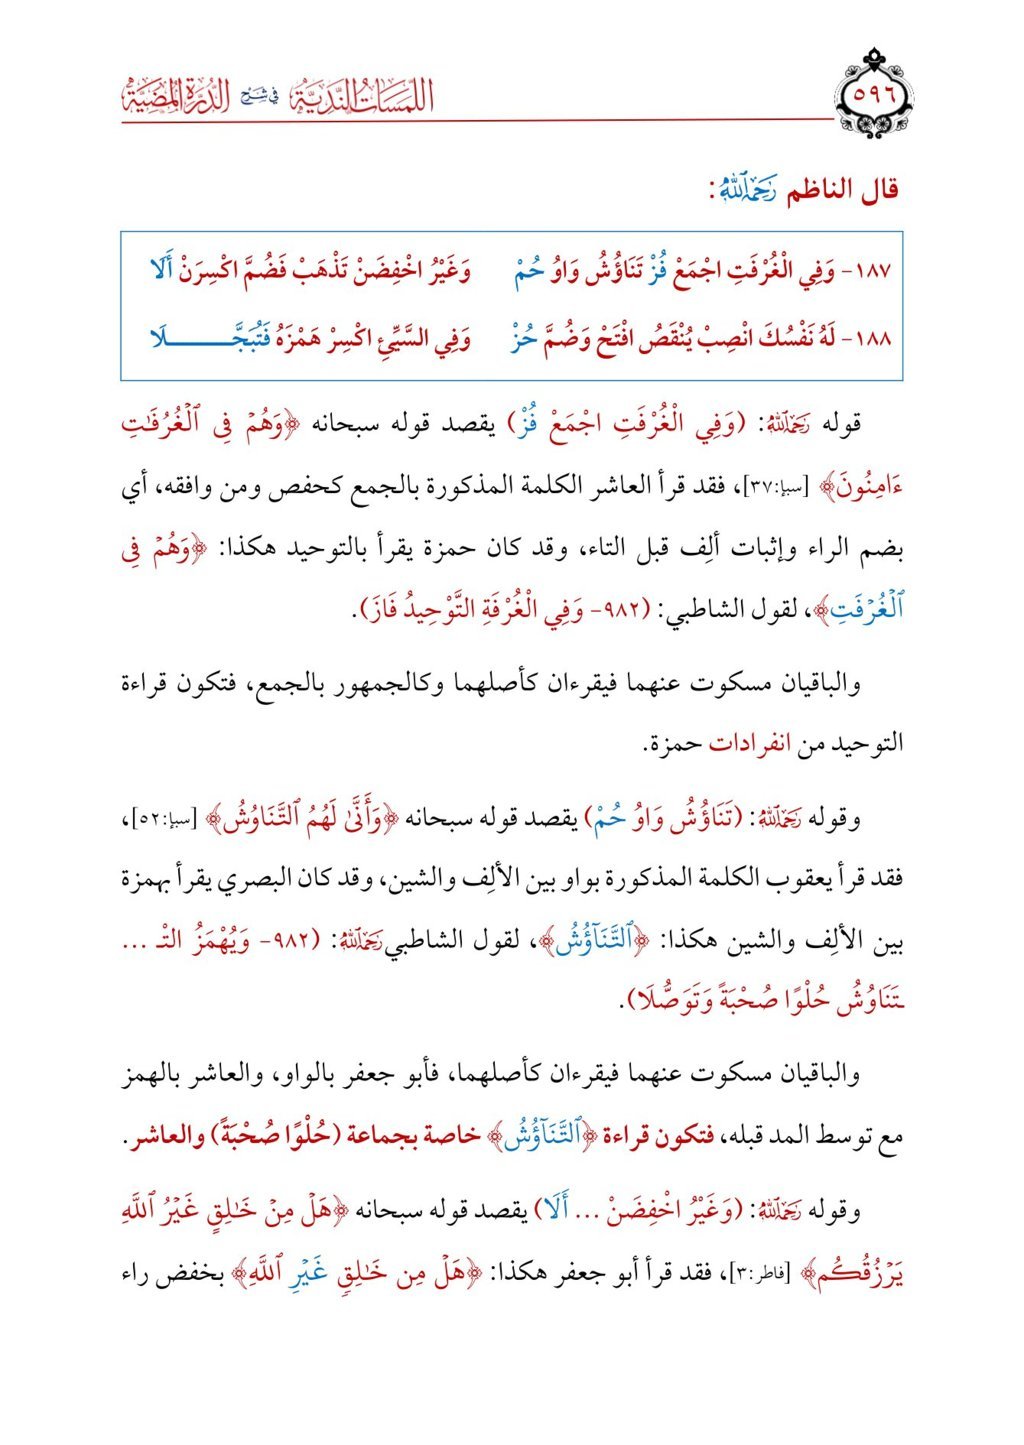 ٥٩٦
اللمسات الندية في شرح الدرة المضية
قال الناظم رَحِمَهُ ٱللَّهُ:
١٨٧- وَفِي الْغُرْفَتِ اجْمَعْ فُزْ تَنَاؤُشُ وَاوُ حُمْ وَغَيْرُ اخْفِضَنْ تَذْهَبْ فَضُمَّ اكْسِرَنْ أَلَا
١٨٨- لَهُ نَفْسُكَ انْصِبْ يُنْقَصُ افْتَحْ وَضُمَّ حُزْ وَفِي السَّيِّئِ اكْسِرْ هَمْزَهُ فَتُبَجَّـــــــــلَا
قوله رَحِمَهُ ٱللَّهُ: (وَفِي الْغُرْفَتِ اجْمَعْ فُزْ) يقصد قوله سبحانه ﴿وَهُمۡ فِى ٱلۡغُرُفَٰتِ
ءَامِنُونَ﴾ [سبإ:٣٧]، فقد قرأ العاشر الكلمة المذكورة بالجمع كحفص ومن وافقه، أي
بضم الراء وإثبات ألِف قبل التاء، وقد كان حمزة يقرأ بالتوحيد هكذا: ﴿وَهُمۡ فِى
ٱلۡغُرۡفَتِ﴾، لقول الشاطبي: (٩٨٢- وَفِي الْغُرْفَةِ التَّوْحِيدُ فَازَ).
والباقيان مسكوت عنهما فيقرءان كأصلهما وكالجمهور بالجمع، فتكون قراءة
التوحيد من انفرادات حمزة.
وقوله رَحِمَهُ ٱللَّهُ: (تَنَاؤُشُ وَاوُ حُمْ) يقصد قوله سبحانه ﴿وَأَنَّىٰ لَهُمُ ٱلتَّنَاوُشُ﴾ [سبإ:٥٢]،
فقد قرأ يعقوب الكلمة المذكورة بواو بين الألِف والشين، وقد كان البصري يقرأ بهمزة
بين الألِف والشين هكذا: ﴿ٱلتَّنَآؤُشُ﴾، لقول الشاطبي رَحِمَهُ ٱللَّهُ: (٩٨٢- وَيُهْمَزُ التْـ ...
ـتَنَاوُشُ حُلْوًا صُحْبَةً وَتَوَصُّلَا).
والباقيان مسكوت عنهما فيقرءان كأصلهما، فأبو جعفر بالواو، والعاشر بالهمز
مع توسط المد قبله، فتكون قراءة ﴿ٱلتَّنَآؤُشُ﴾ خاصة بجماعة (حُلْوًا صُحْبَةً) والعاشر.
وقوله رَحِمَهُ ٱللَّهُ: (وَغَيْرُ اخْفِضَنْ ... أَلَا) يقصد قوله سبحانه ﴿هَلۡ مِنۡ خَٰلِقٍ غَيۡرُ ٱللَّهِ
يَرۡزُقُكُم﴾ [فاطر:٣]، فقد قرأ أبو جعفر هكذا: ﴿هَلۡ مِن خَٰلِقٍ غَيۡرِ ٱللَّهِ﴾ بخفض راء